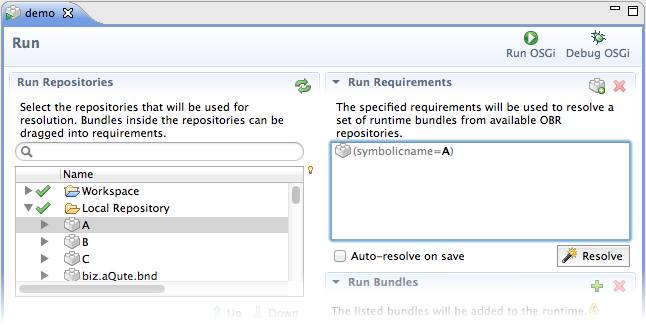 demo
Run
Run OSGi
Debug OSGi
Run Repositories
Select the repositories that will be used for
resolution. Bundles inside the repositories can be
dragged into requirements.
Name
Workspace
Local Repository
A
B
C
biz.aQute.bnd
Up
Down
Run Requirements
The specified requirements will be used to resolve a
set of runtime bundles from available OBR
repositories.
(symbolicname=A)
Auto-resolve on save
Resolve
Run Bundles
The listed bundles will be added to the runtime.